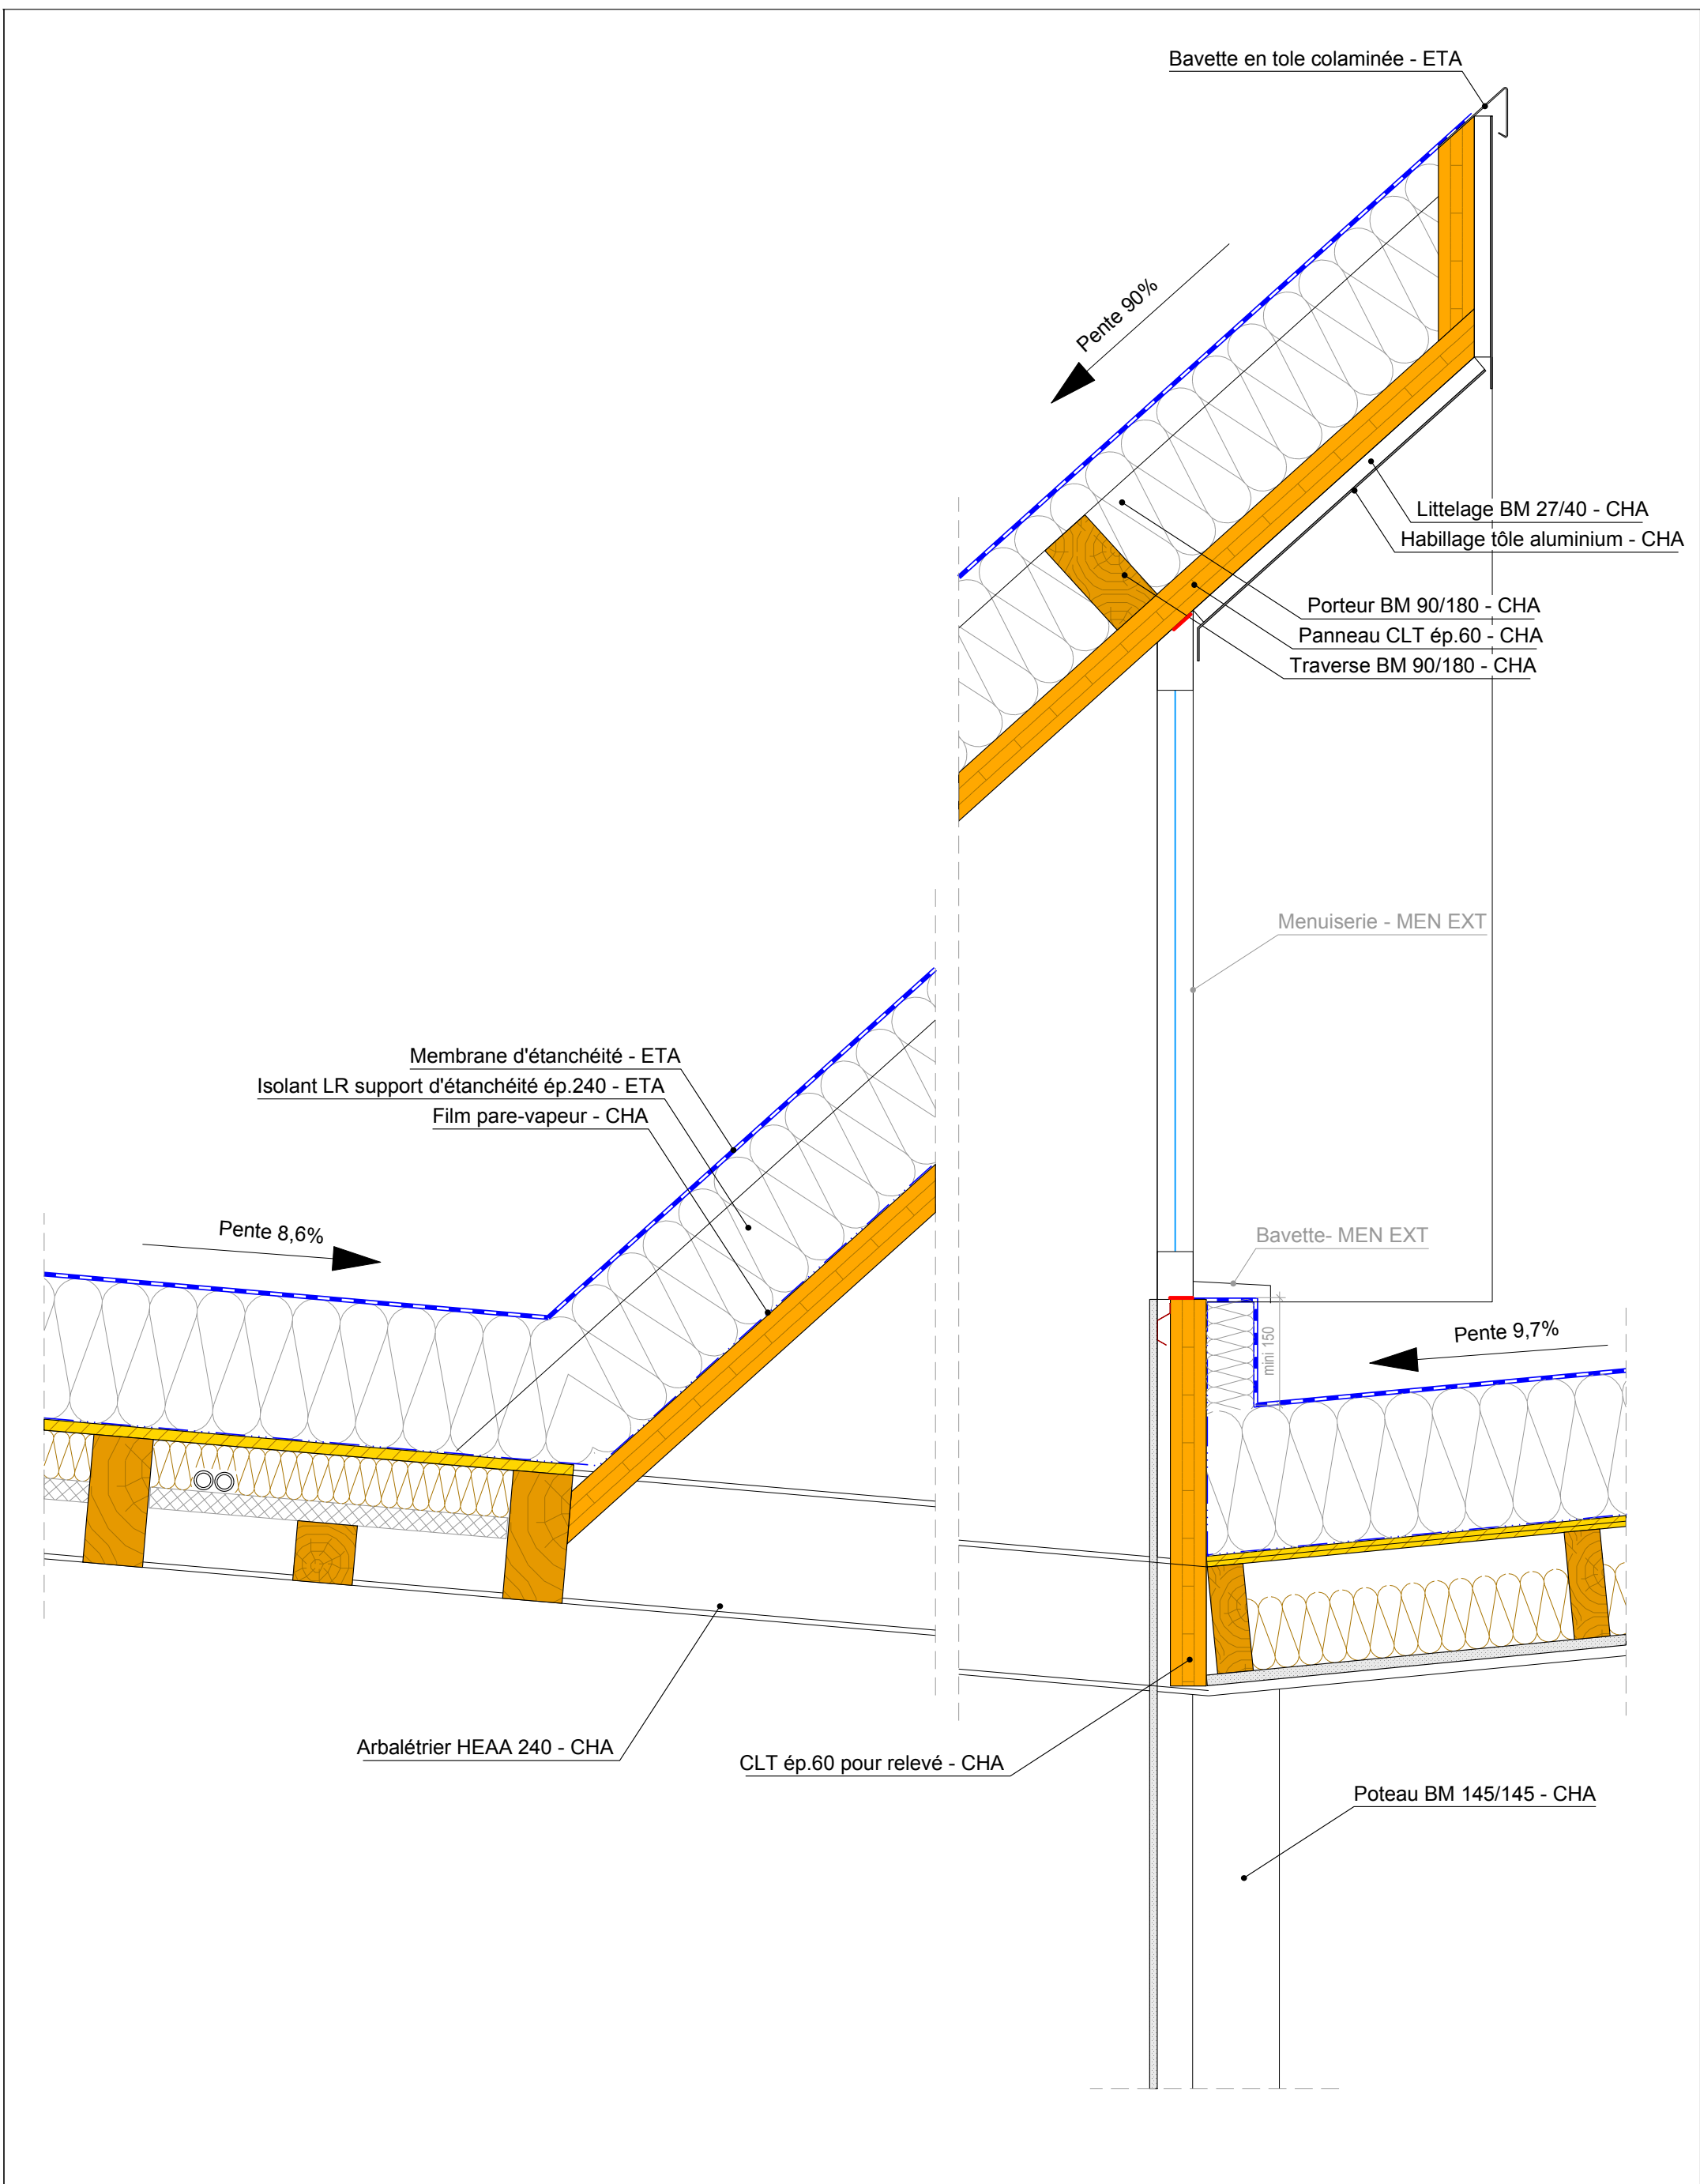 Bavette en tole colaminée - ETA
Pente 90%
Littelage BM 27/40 - CHA
Habillage tôle aluminium - CHA
Porteur BM 90/180 - CHA
Panneau CLT ép.60 - CHA
Traverse BM 90/180 - CHA
Menuiserie - MEN EXT
Membrane d'étanchéité - ETA
Isolant LR support d'étanchéité ép.240 - ETA
Film pare-vapeur - CHA
Pente 8,6%
Bavette- MEN EXT
mini 150
Pente 9,7%
Arbalétrier HEAA 240 - CHA
CLT ép.60 pour relevé - CHA
Poteau BM 145/145 - CHA